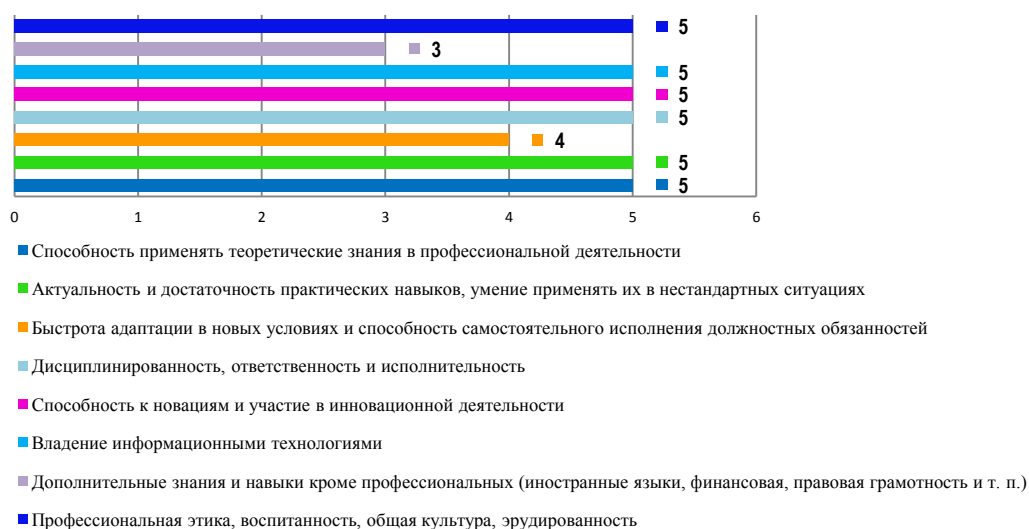 5
3
5
5
5
4
5
5
0 1 2 3 4 5 6
Способность применять теоретические знания в профессиональной деятельности
Актуальность и достаточность практических навыков, умение применять их в нестандартных ситуациях
Быстрота адаптации в новых условиях и способность самостоятельного исполнения должностных обязанностей
Дисциплинированность, ответственность и исполнительность
Способность к новациям и участие в инновационной деятельности
Владение информационными технологиями
Дополнительные знания и навыки кроме профессиональных (иностранные языки, финансовая, правовая грамотность и т. п.)
Профессиональная этика, воспитанность, общая культура, эрудированность